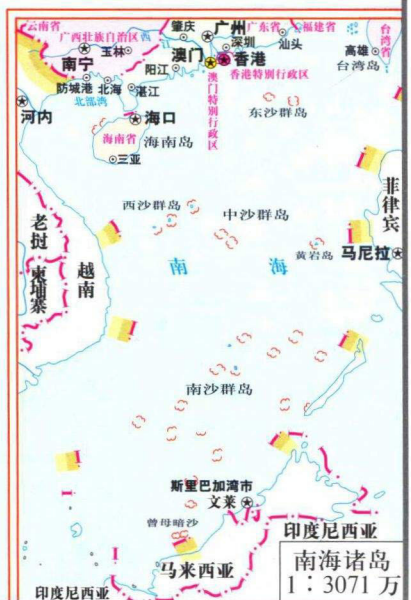 云南省
广西壮族自治区
玉林
南宁
肇庆
广州
广东省
福建省
深圳
汕头
澳门
香港
香港特别行政区
澳门特别行政区
台湾省
高雄
台湾岛
阳江
防城港
北海
湛江
北部湾
河内
海口
海南省
海南岛
三亚
东沙群岛
西沙群岛
中沙群岛
黄岩岛
菲律宾
马尼拉
老挝
越南
柬埔寨
南海
南沙群岛
斯里巴加湾市
文莱
曾母暗沙
马来西亚
印度尼西亚
印度尼西亚
南海诸岛
1：3071 万